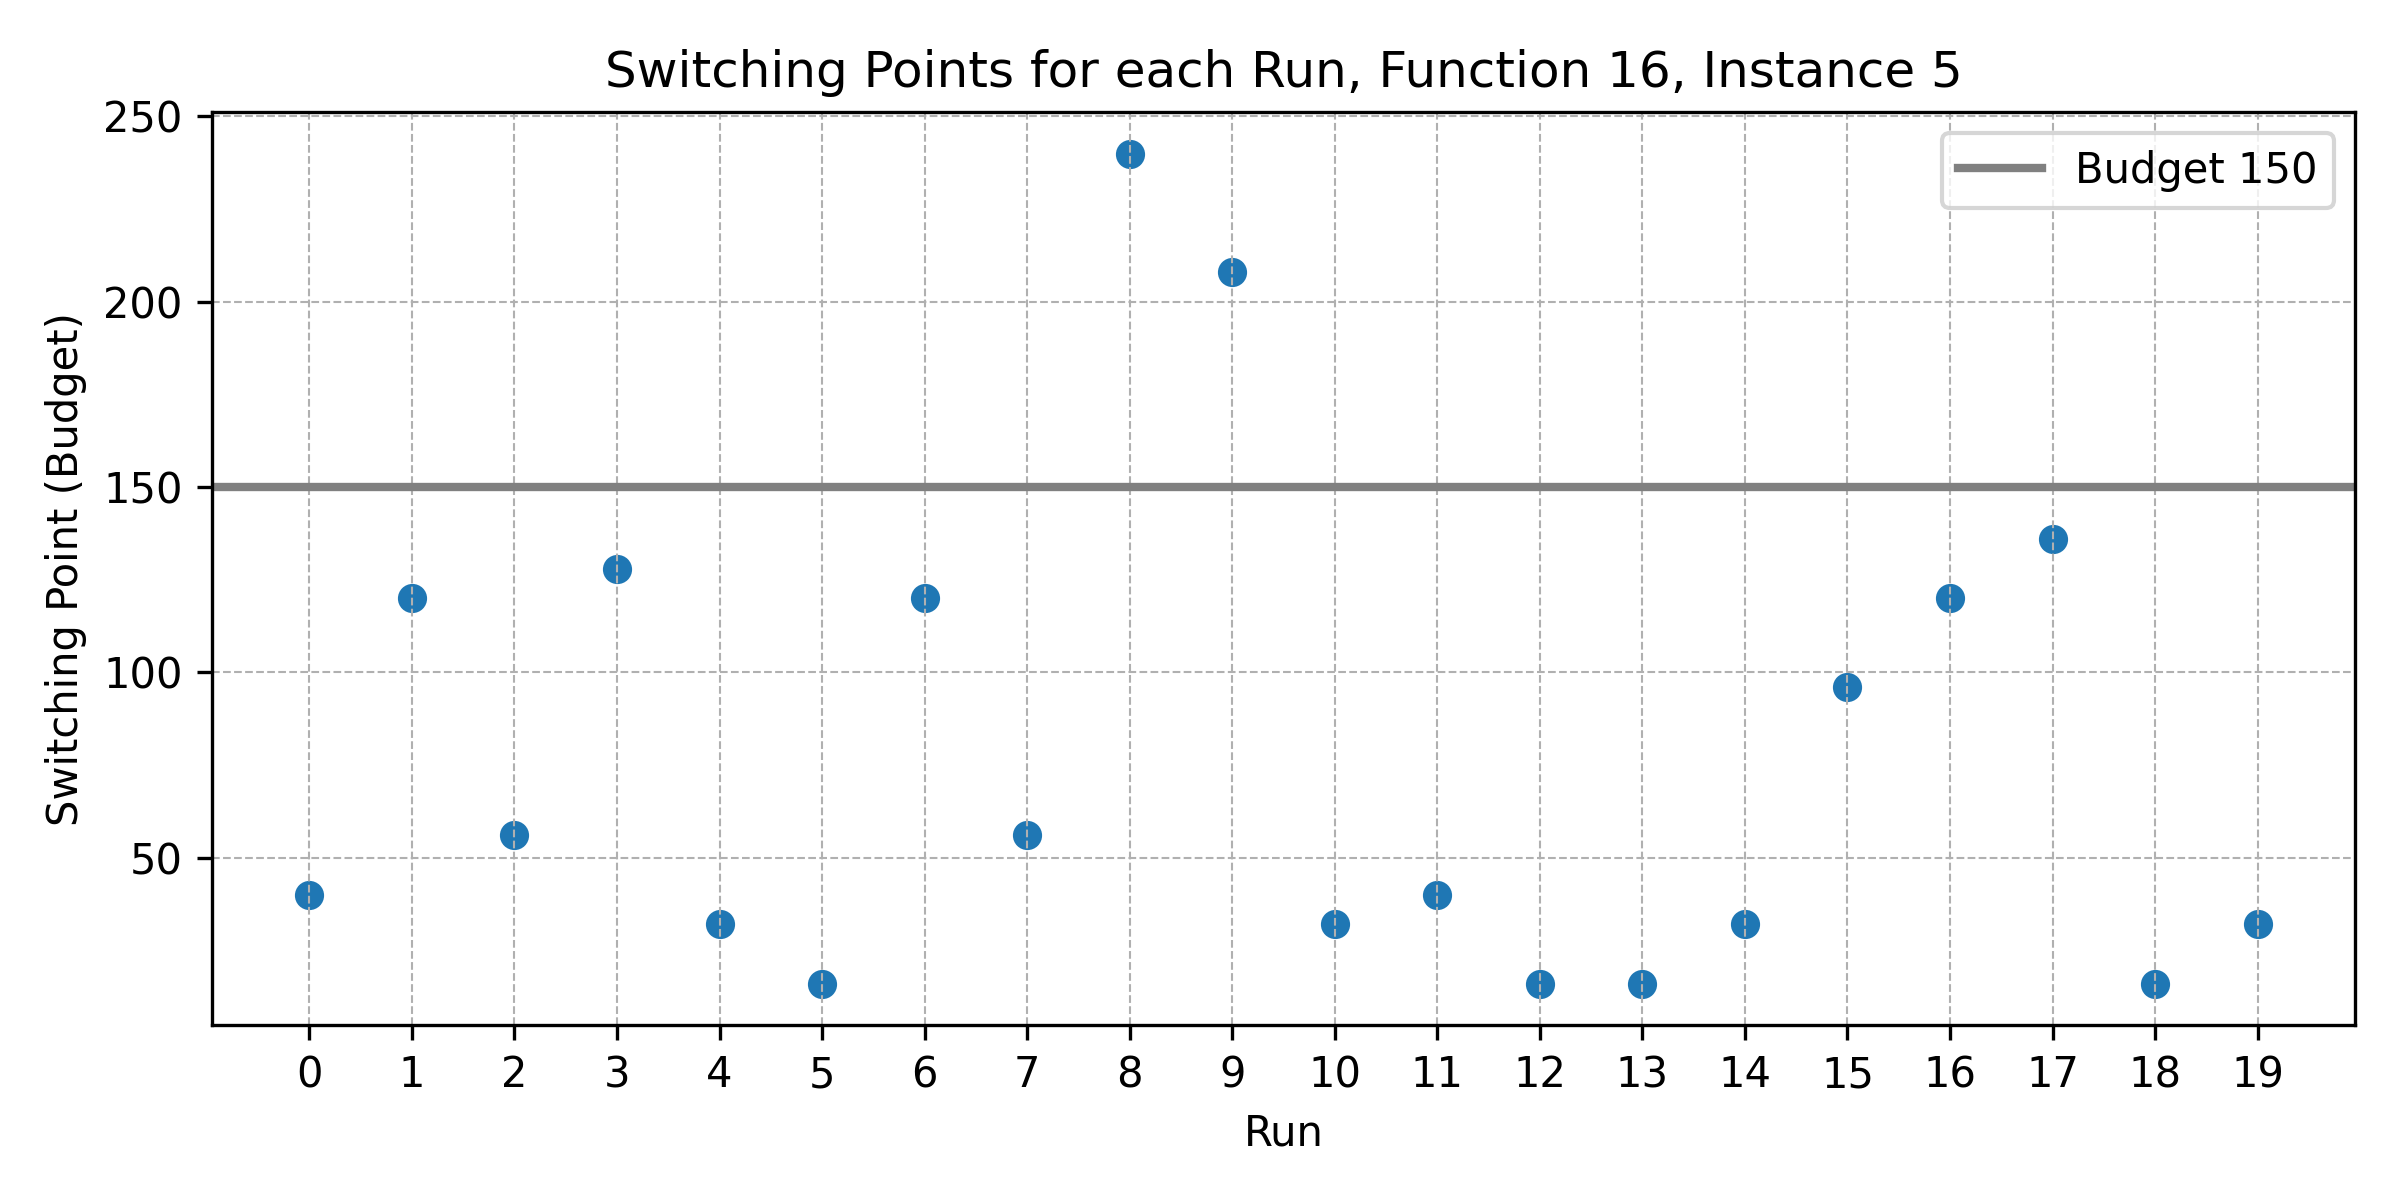 Switching Points for each Run, Function 16, Instance 5
Budget 150
Switching Point (Budget)
250
200
150
100
50
0 1 2 3 4 5 6 7 8 9 10 11 12 13 14 15 16 17 18 19
Run